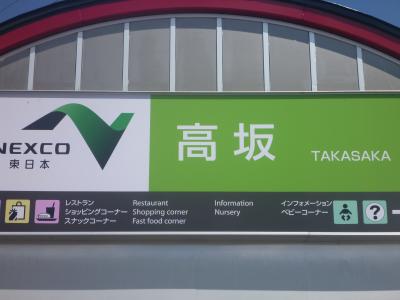 NEXCO
東日本
高坂
TAKASAKA
レストラン
ショッピングコーナー
スナックコーナー
Restaurant
Shopping corner
Fast food corner
Information
Nursery
インフォメーション
ベビーコーナー
?